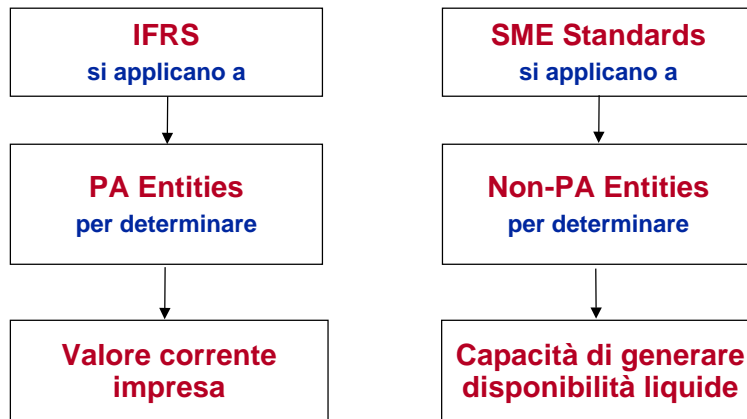 IFRS
si applicano a
PA Entities
per determinare
Valore corrente
impresa
SME Standards
si applicano a
Non-PA Entities
per determinare
Capacità di generare
disponibilità liquide